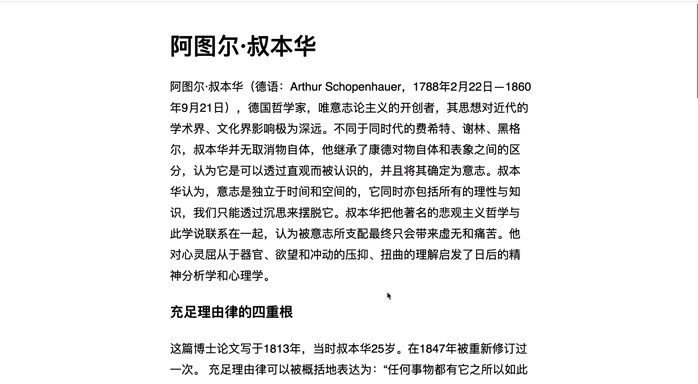 阿图尔·叔本华
阿图尔·叔本华（德语：Arthur Schopenhauer，1788年2月22日—1860
年9月21日），德国哲学家，唯意志论主义的开创者，其思想对近代的
学术界、文化界影响极为深远。不同于同时代的费希特、谢林、黑格
尔，叔本华并无取消物自体，他继承了康德对物自体和表象之间的区
分，认为它是可以透过直观而被认识的，并且将其确定为意志。叔本
华认为，意志是独立于时间和空间的，它同时亦包括所有的理性与知
识，我们只能透过沉思来摆脱它。叔本华把他著名的悲观主义哲学与
此学说联系在一起，认为被意志所支配最终只会带来虚无和痛苦。他
对心灵屈从于器官、欲望和冲动的压抑、扭曲的理解启发了日后的精
神分析学和心理学。
充足理由律的四重根
这篇博士论文写于1813年，当时叔本华25岁。在1847年被重新修订过
一次。 充足理由律可以被概括地表达为：“任何事物都有它之所以如此